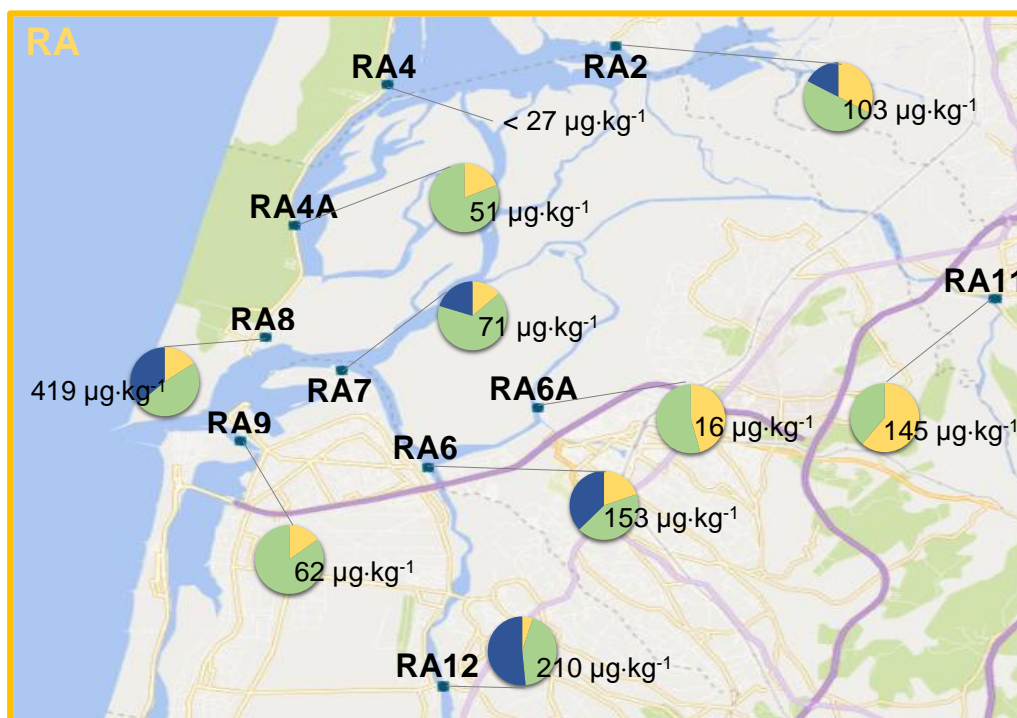 RA
RA4
RA2
103 µg·kg⁻¹
< 27 µg·kg⁻¹
RA4A
51 µg·kg⁻¹
RA11
RA8
71 µg·kg⁻¹
419 µg·kg⁻¹
RA7
RA6A
RA9
16 µg·kg⁻¹
145 µg·kg⁻¹
RA6
153 µg·kg⁻¹
62 µg·kg⁻¹
RA12
210 µg·kg⁻¹